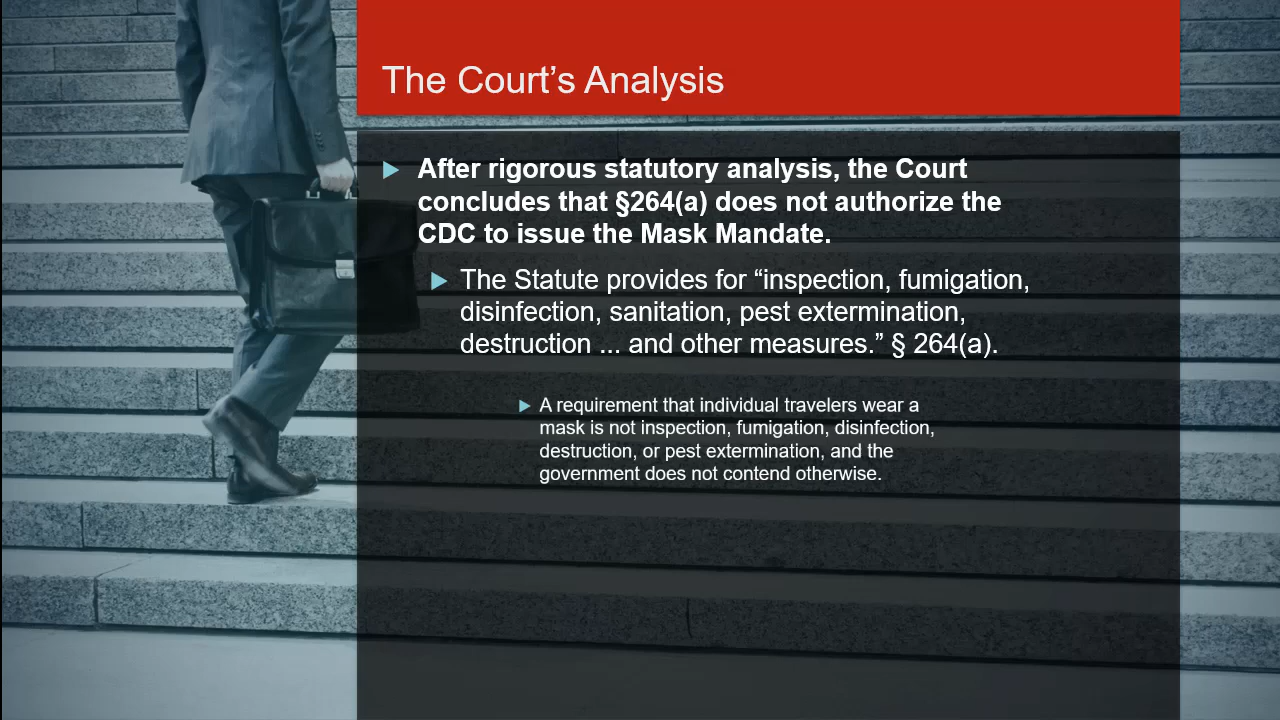 The Court’s Analysis
After rigorous statutory analysis, the Court
concludes that §264(a) does not authorize the
CDC to issue the Mask Mandate.
The Statute provides for “inspection, fumigation,
disinfection, sanitation, pest extermination,
destruction ... and other measures.” § 264(a).
A requirement that individual travelers wear a
mask is not inspection, fumigation, disinfection,
destruction, or pest extermination, and the
government does not contend otherwise.